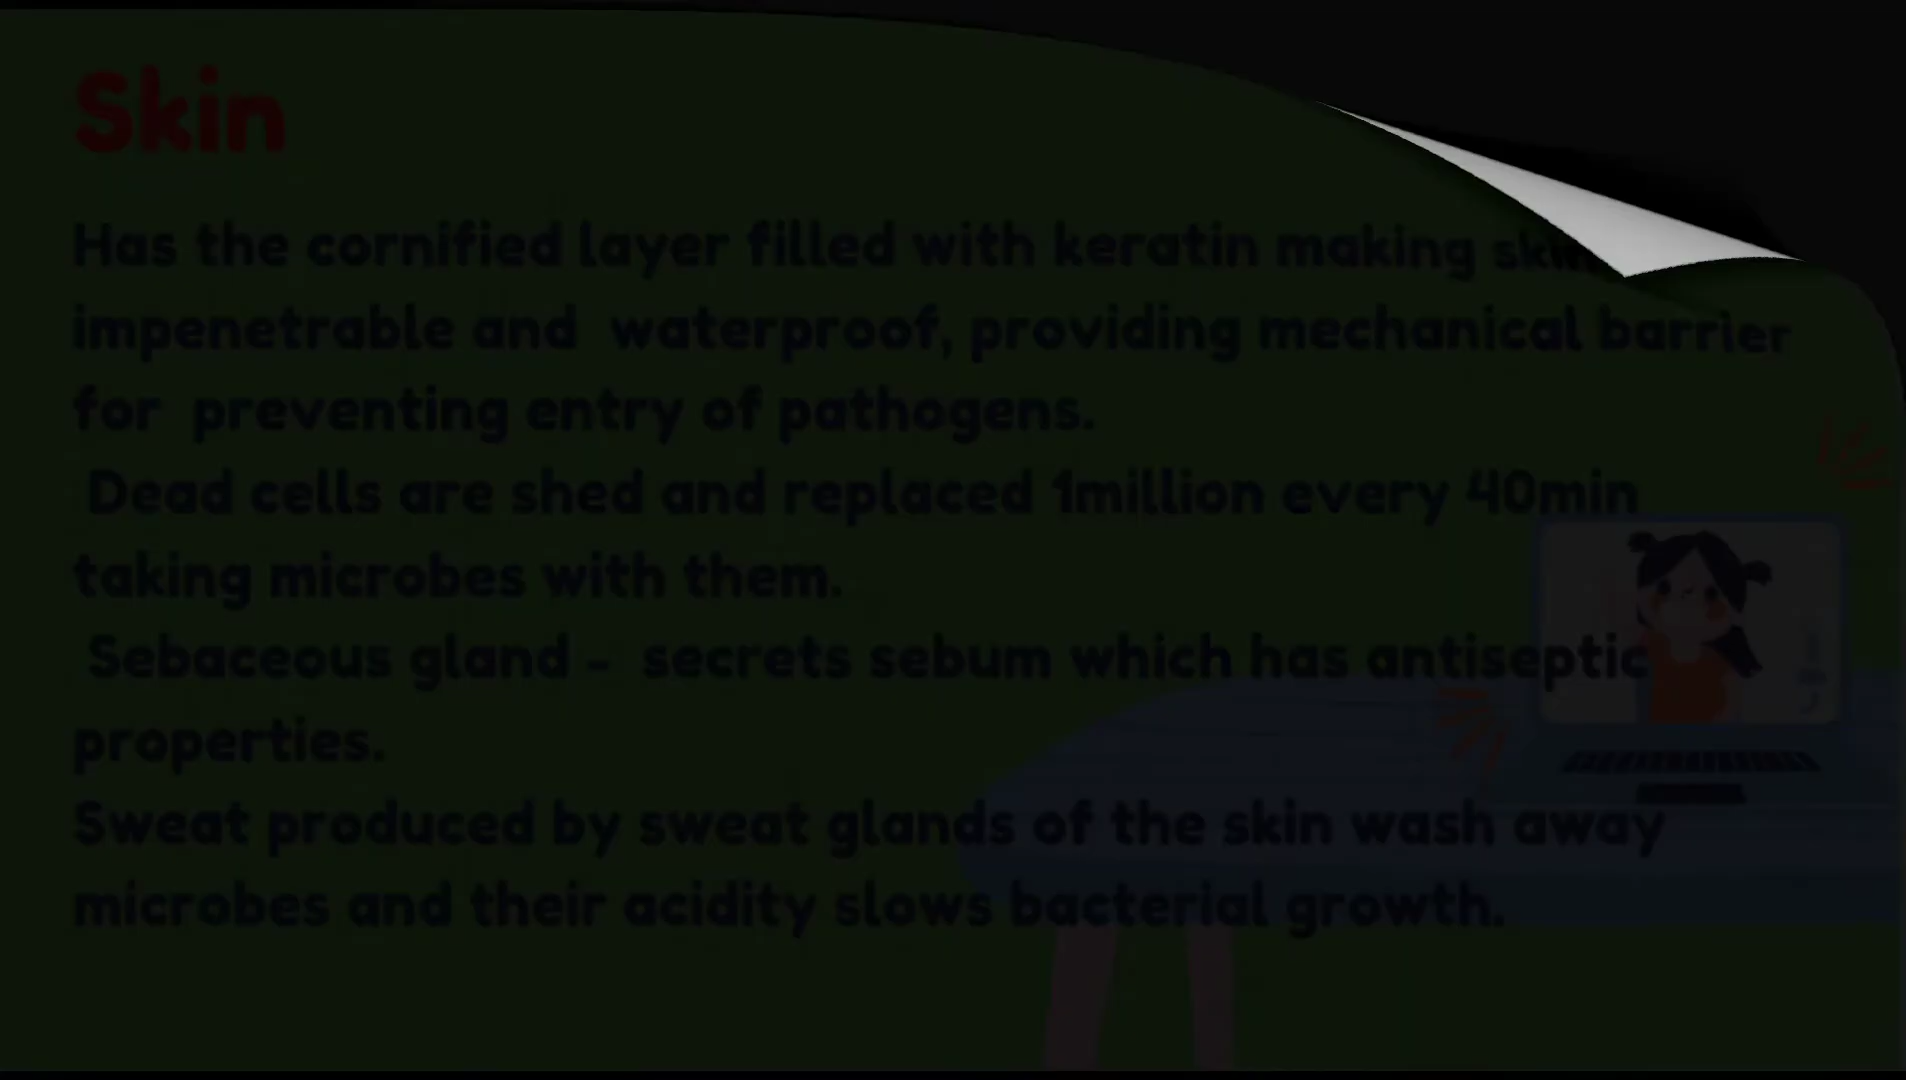 Skin
Has the cornified layer filled with keratin making skin
impenetrable and waterproof, providing mechanical barrier
for preventing entry of pathogens.
Dead cells are shed and replaced 1million every 40min
taking microbes with them.
Sebaceous gland - secrets sebum which has antiseptic
properties.
Sweat produced by sweat glands of the skin wash away
microbes and their acidity slows bacterial growth.